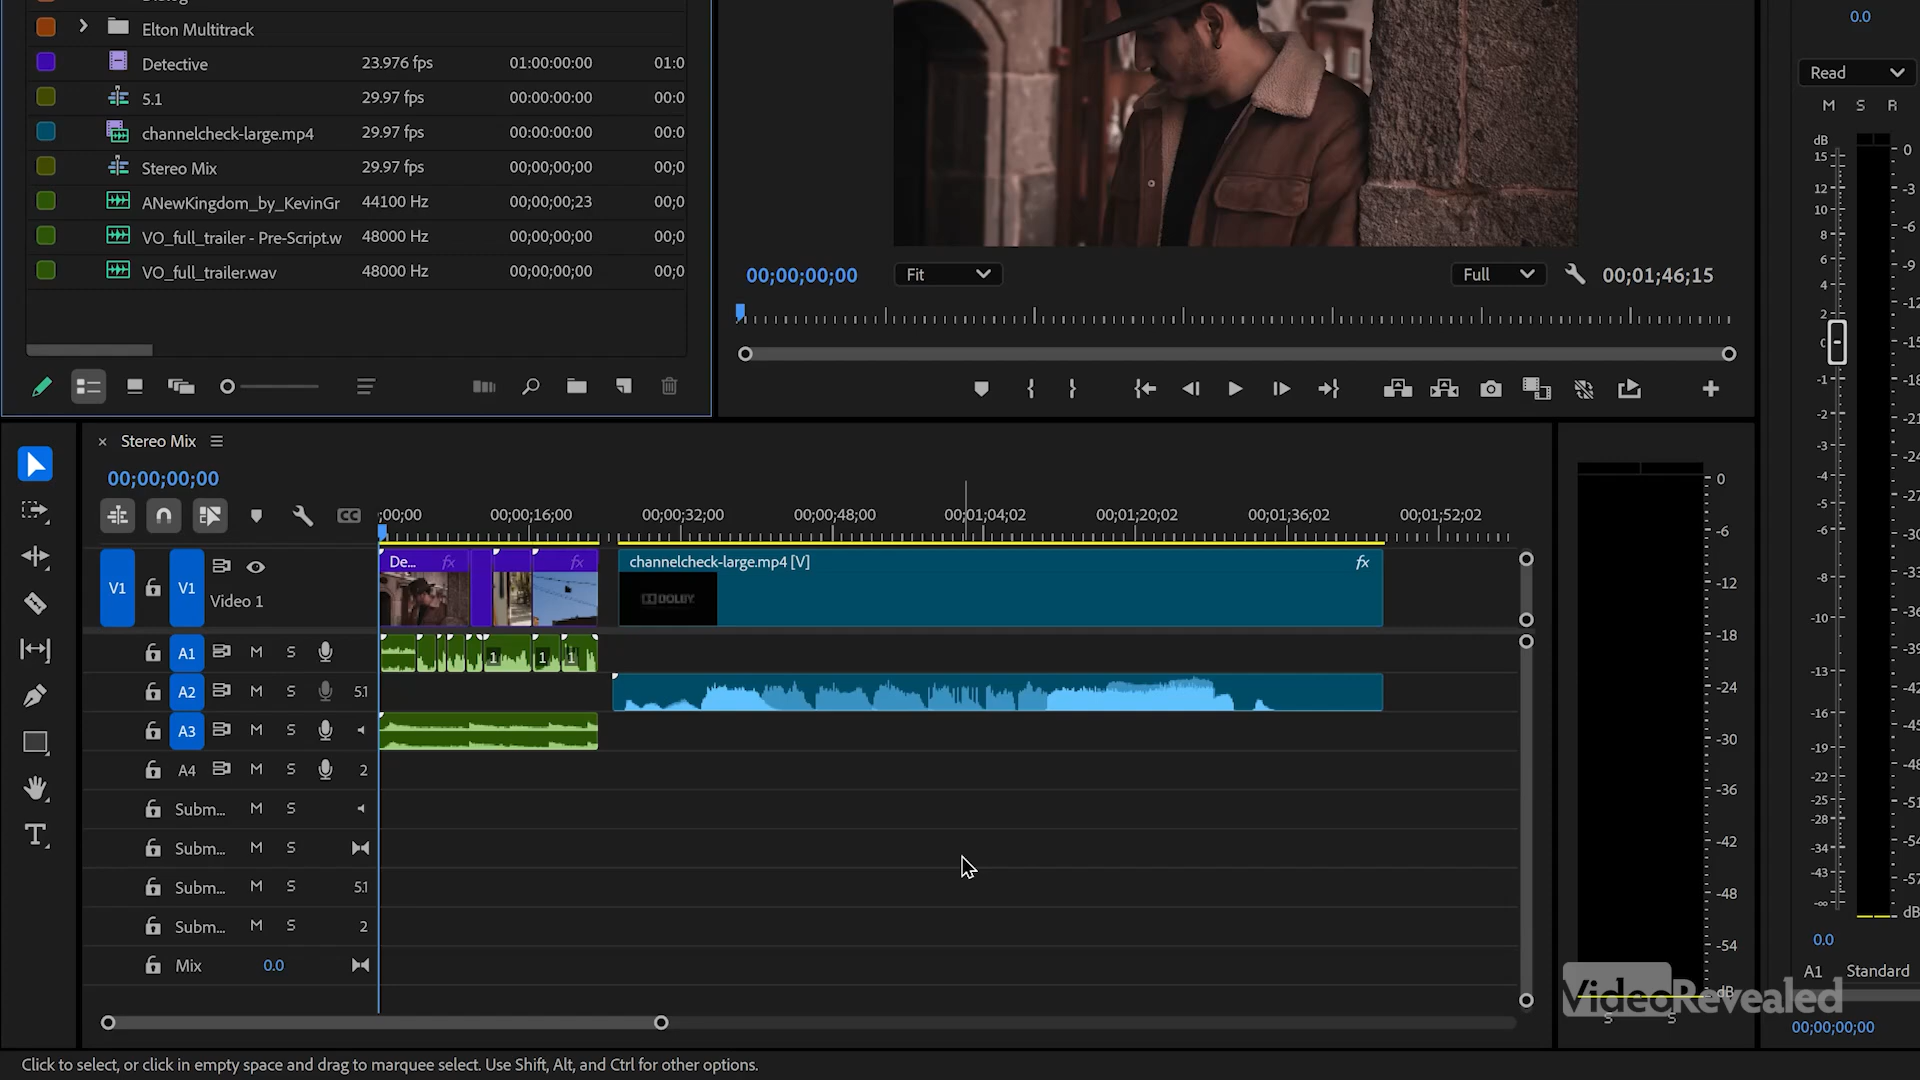 Elton Multitrack
Detective 23.976 fps 01:00:00:00 01:0
5.1 29.97 fps 00:00:00:00 00:0
channelcheck-large.mp4 29.97 fps 00:00:00:00 00:0
Stereo Mix 29.97 fps 00;00;00;00 00;0
ANewKingdom_by_KevinGr 44100 Hz 00;00;00;23 00;0
VO_full_trailer - Pre-Script.w 48000 Hz 00;00;00;00 00;0
VO_full_trailer.wav 48000 Hz 00;00;00;00 00;0
00;00;00;00 Fit Full 00;01;46;15
0.0
Read
M S R
dB
15
12
10
8
6
4
2
0
-1
-2
-3
-4
-5
-6
-8
-10
-13
-16
-19
-22
-25
-28
-34
-43
-∞
0
-3
-6
-9
-12
-15
-18
-21
-24
-27
-30
-33
-36
-39
-42
-45
-48
-51
-54
-57
dB
0.0
A1 Standard
00;00;00;00
Stereo Mix
00;00;00;00
CC
;00;00 00;00;16;00 00;00;32;00 00;00;48;00 00;01;04;02 00;01;20;02 00;01;36;02 00;01;52;02
V1 V1 Video 1
De... fx fx
channelcheck-large.mp4 [V] fx
DOLBY
A1 M S 1 1 1
A2 M S 5.1
A3 M S
A4 M S 2
Subm... M S
Subm... M S
Subm... M S 5.1
Subm... M S 2
Mix 0.0
0
-6
-12
-18
-24
-30
-36
-42
-48
-54
dB
S S
VideoRevealed
Click to select, or click in empty space and drag to marquee select. Use Shift, Alt, and Ctrl for other options.